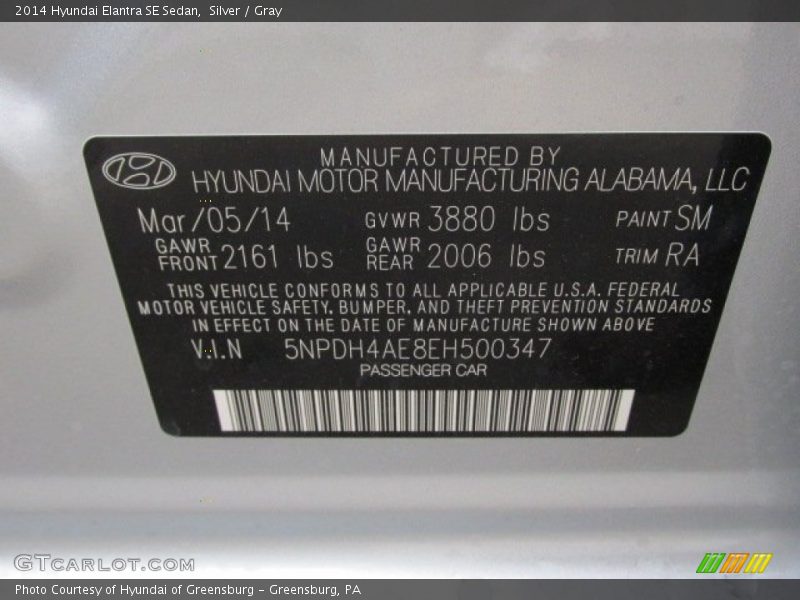 2014 Hyundai Elantra SE Sedan,  Silver / Gray
MANUFACTURED BY
HYUNDAI MOTOR MANUFACTURING ALABAMA, LLC
Mar/05/14 GVWR 3880 lbs PAINT SM
GAWR FRONT 2161 lbs GAWR REAR 2006 lbs TRIM RA
THIS VEHICLE CONFORMS TO ALL APPLICABLE U.S.A. FEDERAL
MOTOR VEHICLE SAFETY, BUMPER, AND THEFT PREVENTION STANDARDS
IN EFFECT ON THE DATE OF MANUFACTURE SHOWN ABOVE
V.I.N 5NPDH4AE8EH500347
PASSENGER CAR
GTCARLOT.COM
Photo Courtesy of Hyundai of Greensburg - Greensburg, PA